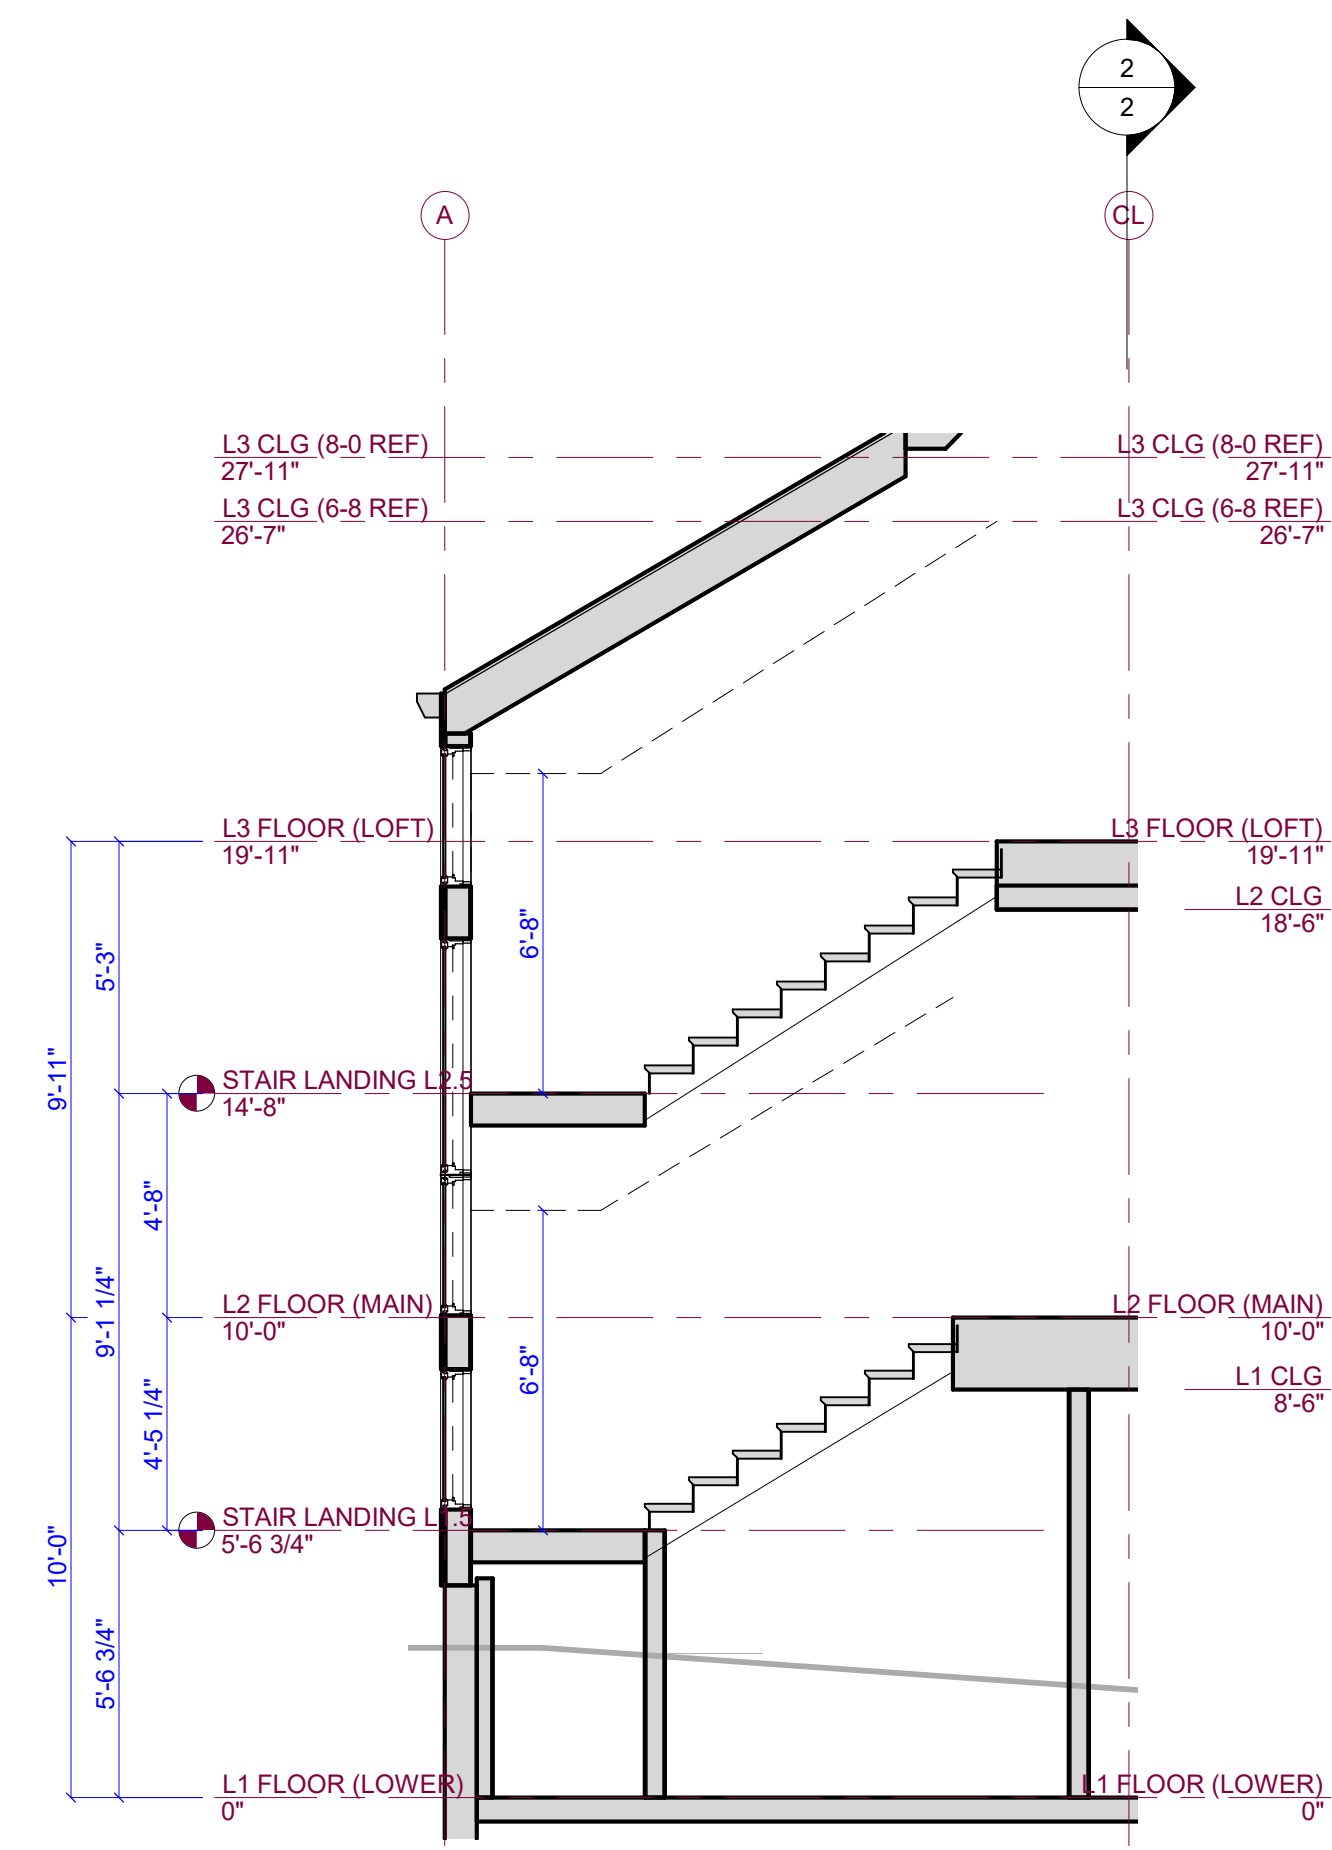 2
2
A
CL
L3 CLG (8-0 REF)
27'-11"
L3 CLG (8-0 REF)
27'-11"
L3 CLG (6-8 REF)
26'-7"
L3 CLG (6-8 REF)
26'-7"
L3 FLOOR (LOFT)
19'-11"
L3 FLOOR (LOFT)
19'-11"
L2 CLG
18'-6"
6'-8"
5'-3"
9'-11"
STAIR LANDING L2.5
14'-8"
4'-8"
9'-1 1/4"
L2 FLOOR (MAIN)
10'-0"
L2 FLOOR (MAIN)
10'-0"
6'-8"
L1 CLG
8'-6"
4'-5 1/4"
STAIR LANDING L1.5
5'-6 3/4"
10'-0"
5'-6 3/4"
L1 FLOOR (LOWER)
0"
L1 FLOOR (LOWER)
0"